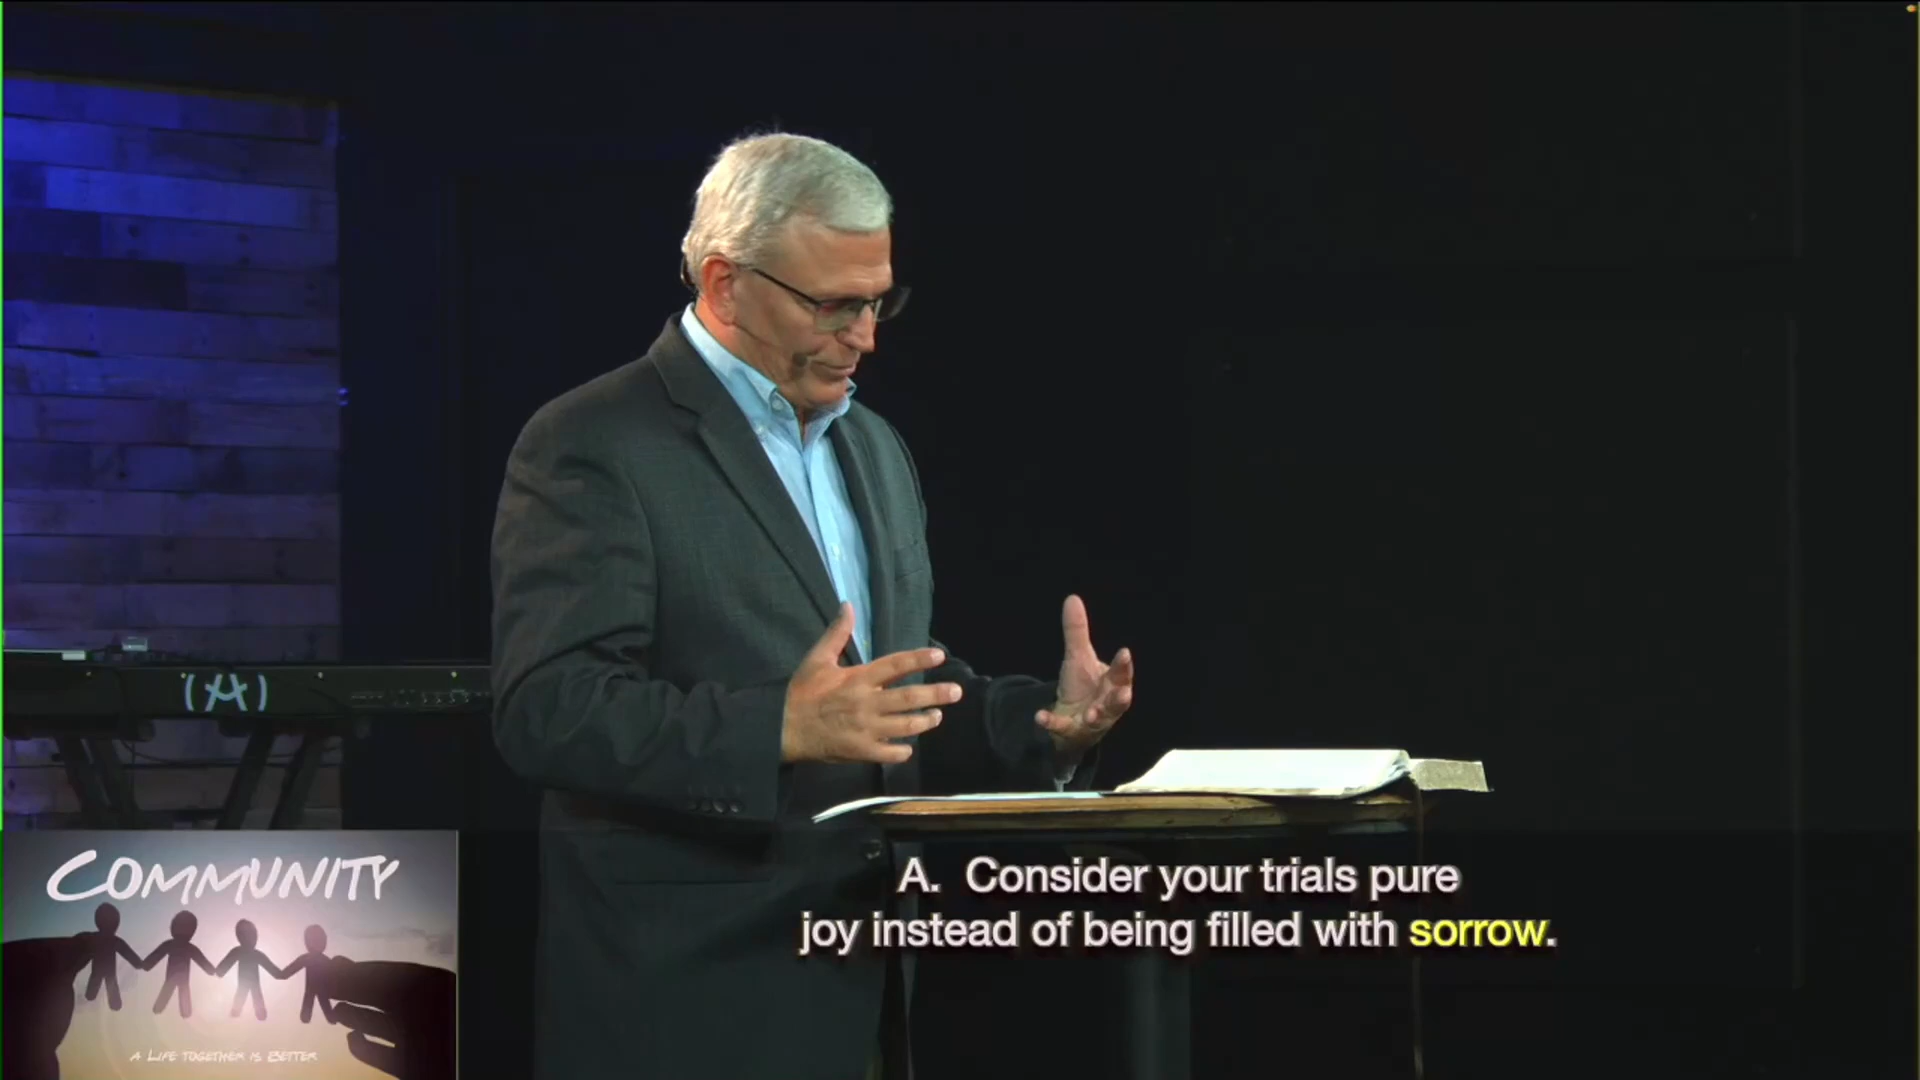 (A)
COMMUNITY
A LIFE TOGETHER IS BETTER
A. Consider your trials pure
joy instead of being filled with sorrow.